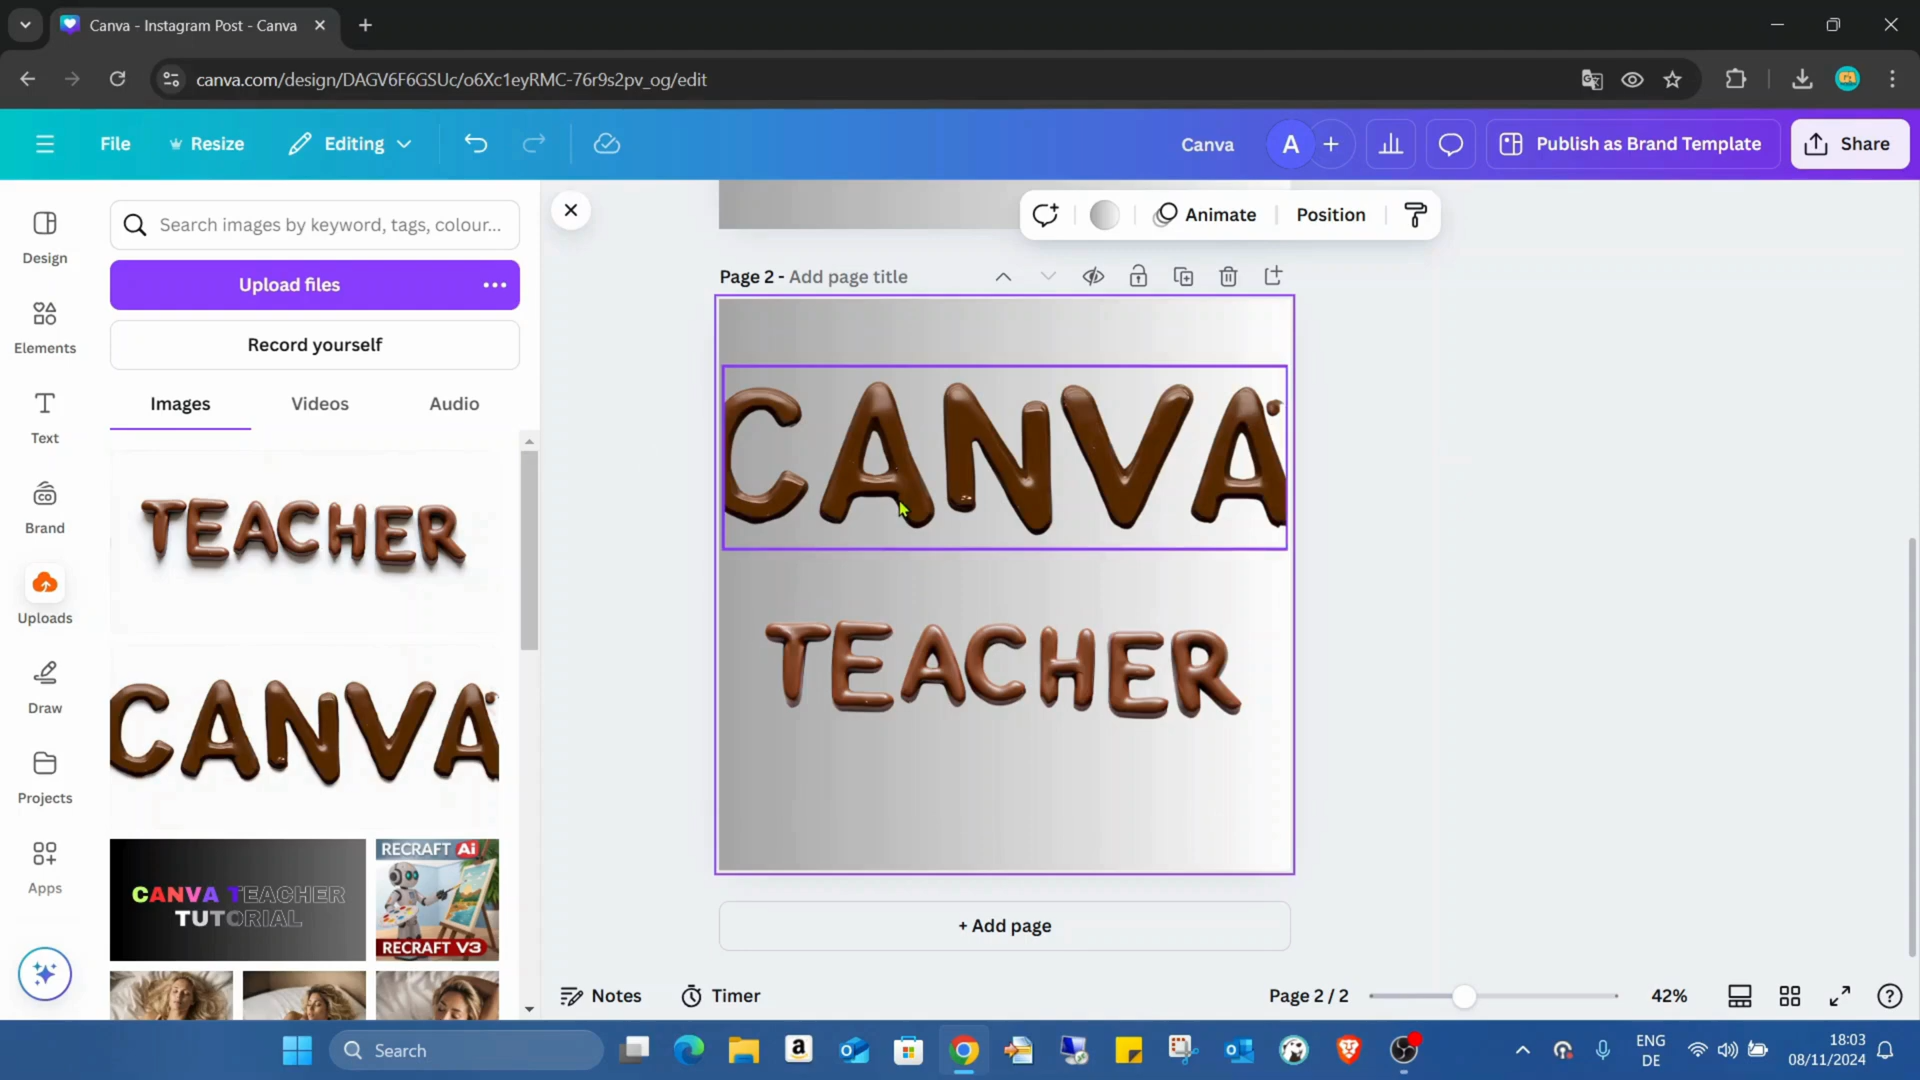 Canva - Instagram Post - Canva
canva.com/design/DAGV6F6GSUc/o6Xc1eyRMC-76r9s2pv_og/edit
File
Resize
Editing
Canva
A
Publish as Brand Template
Share
Design
Elements
Text
Brand
Uploads
Draw
Projects
Apps
Search images by keyword, tags, colour...
Upload files
Record yourself
Images
Videos
Audio
TEACHER
CANVA
CANVA TEACHER
TUTORIAL
RECRAFT Ai
RECRAFT V3
Animate
Position
Page 2 - Add page title
CANVA
TEACHER
+ Add page
Notes
Timer
Page 2 / 2
42%
Search
ENG
DE
18:03
08/11/2024